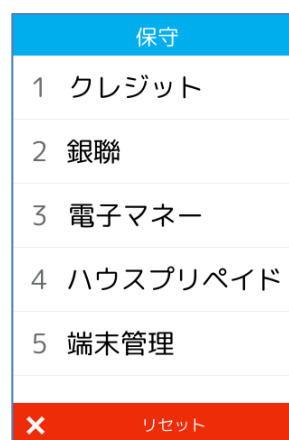 保守
1 クレジット
2 銀聯
3 電子マネー
4 ハウスプリペイド
5 端末管理
× リセット